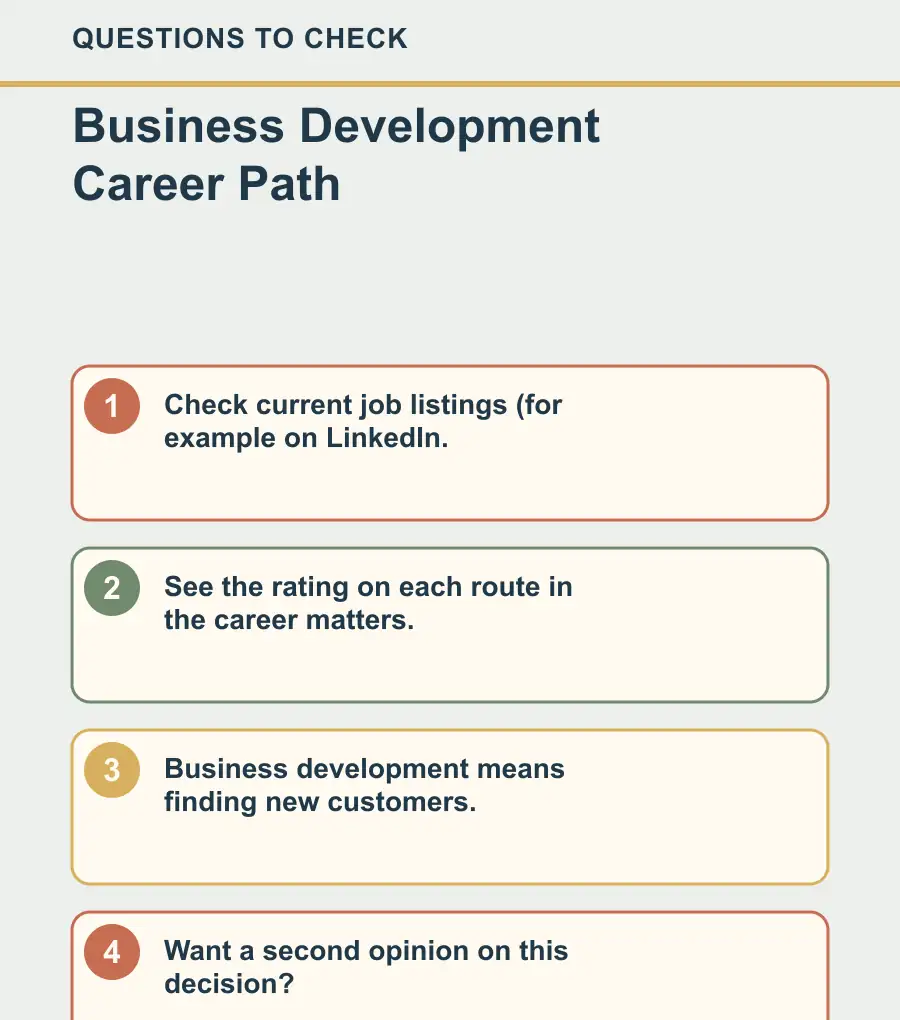 QUESTIONS TO CHECK
Business Development
Career Path
1
Check current job listings (for
example on LinkedIn.
2
See the rating on each route in
the career matters.
3
Business development means
finding new customers.
4
Want a second opinion on this
decision?